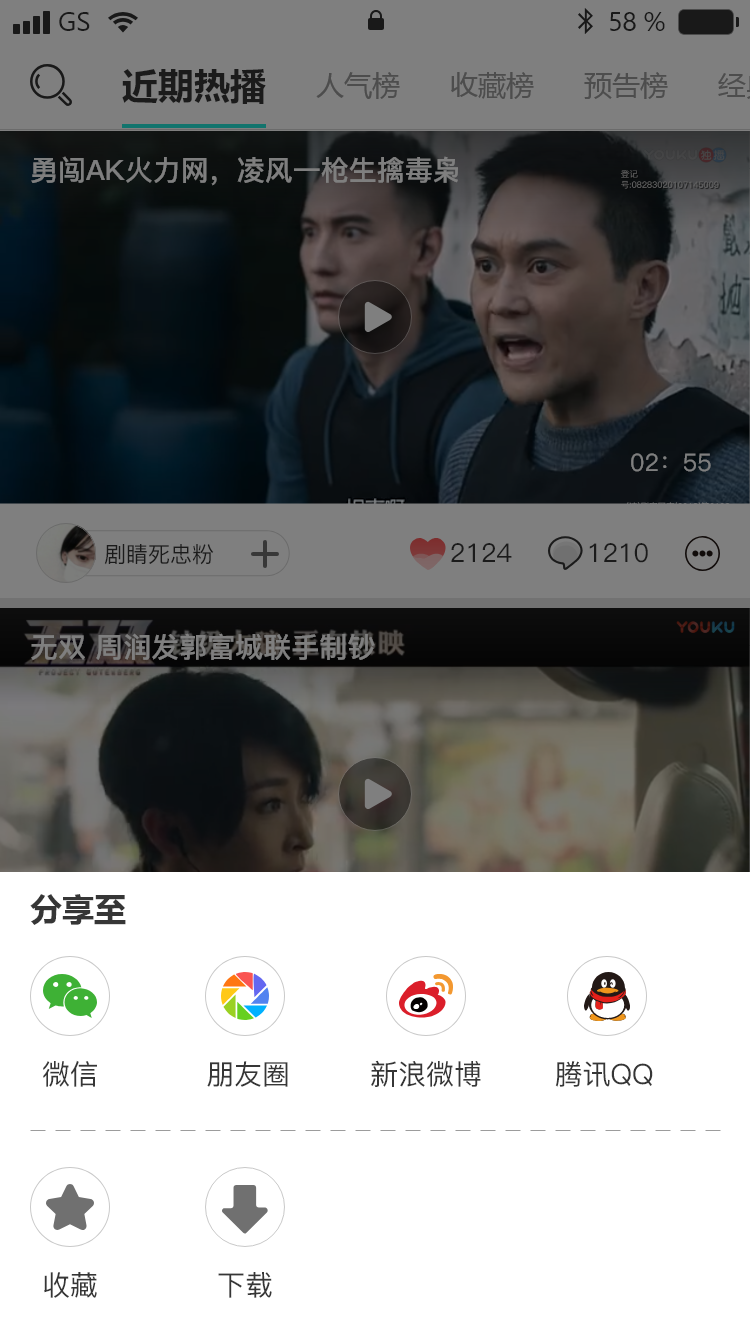 GS
58 %
近期热播 人气榜 收藏榜 预告榜
勇闯AK火力网，凌风一枪生擒毒枭
登记
号:08283020107145009
02：55
剧睛死忠粉
2124
1210
YOUKU
无双 周润发郭富城联手制钞
分享至
微信 朋友圈 新浪微博 腾讯QQ
收藏 下载